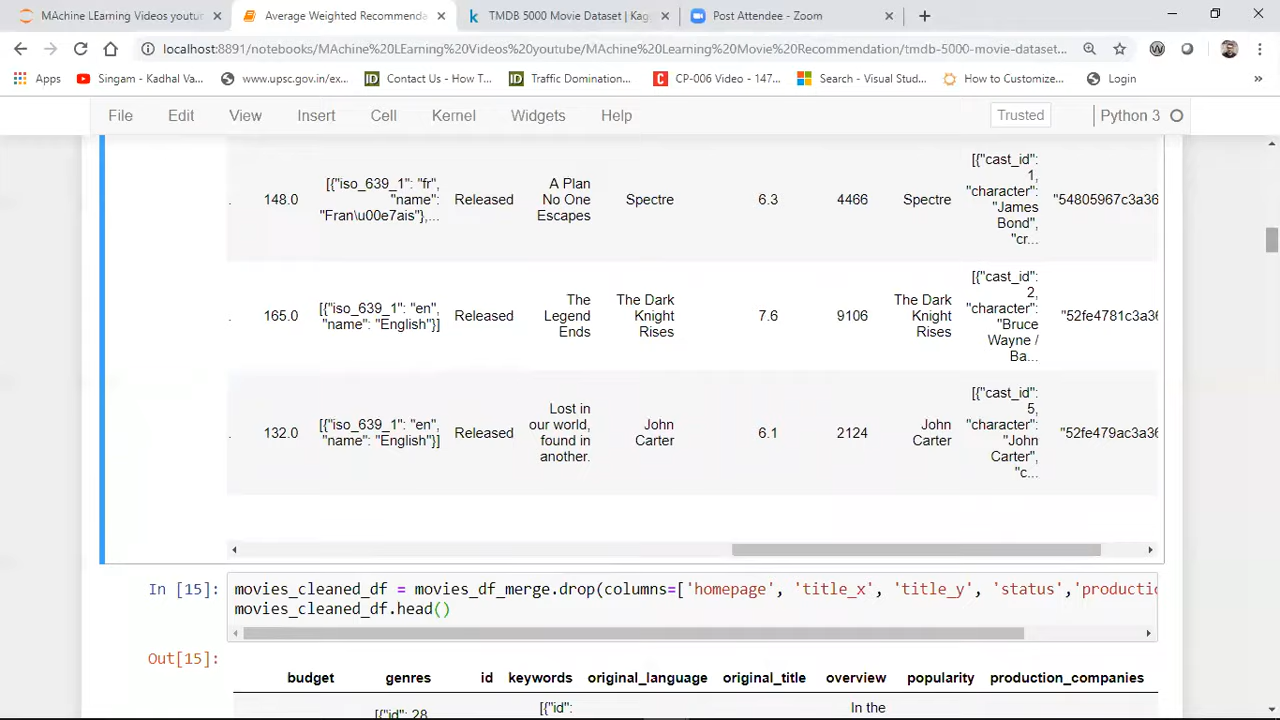 MAchine LEarning Videos youtur
Average Weighted Recommenda
TMDB 5000 Movie Dataset | Kag
Post Attendee - Zoom
localhost:8891/notebooks/MAchine%20LEarning%20Videos%20youtube/MAchine%20Learning%20Movie%20Recommendation/tmdb-5000-movie-dataset...
Apps
Singam - Kadhal Va...
www.upsc.gov.in/ex...
Contact Us - How T...
Traffic Domination...
CP-006 Video - 147...
Search - Visual Stud...
How to Customize...
Login
»
File Edit View Insert Cell Kernel Widgets Help
Trusted
Python 3
. 148.0 [{"iso_639_1": "fr", "name": "Fran\u00e7ais"},... Released A Plan No One Escapes Spectre 6.3 4466 Spectre [{"cast_id": 1, "character": "James Bond", "cr... "54805967c3a36
. 165.0 [{"iso_639_1": "en", "name": "English"}] Released The Legend Ends The Dark Knight Rises 7.6 9106 The Dark Knight Rises [{"cast_id": 2, "character": "Bruce Wayne / Ba... "52fe4781c3a36
. 132.0 [{"iso_639_1": "en", "name": "English"}] Released Lost in our world, found in another. John Carter 6.1 2124 John Carter [{"cast_id": 5, "character": "John Carter", "c... "52fe479ac3a36
In [15]: movies_cleaned_df = movies_df_merge.drop(columns=['homepage', 'title_x', 'title_y', 'status','productio
movies_cleaned_df.head()
Out[15]:
budget genres id keywords original_language original_title overview popularity production_companies
[{"id": 28 [{"id": In the